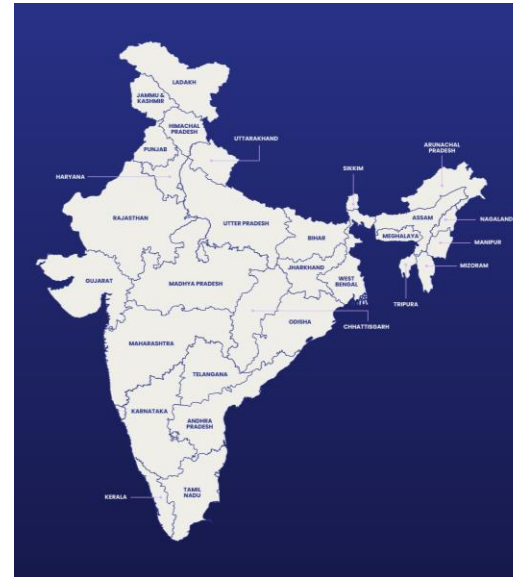 LADAKH
JAMMU &
KASHMIR
HIMACHAL
PRADESH
PUNJAB
UTTARAKHAND
HARYANA
ARUNACHAL
PRADESH
SIKKIM
RAJASTHAN
UTTER PRADESH
BIHAR
ASSAM
NAGALAND
MEGHALAYA
MANIPUR
MIZORAM
TRIPURA
GUJARAT
MADHYA PRADESH
JHARKHAND
WEST
BENGAL
ODISHA
CHHATTISGARH
MAHARASHTRA
TELANGANA
KARNATAKA
ANDHRA
PRADESH
KERALA
TAMIL
NADU